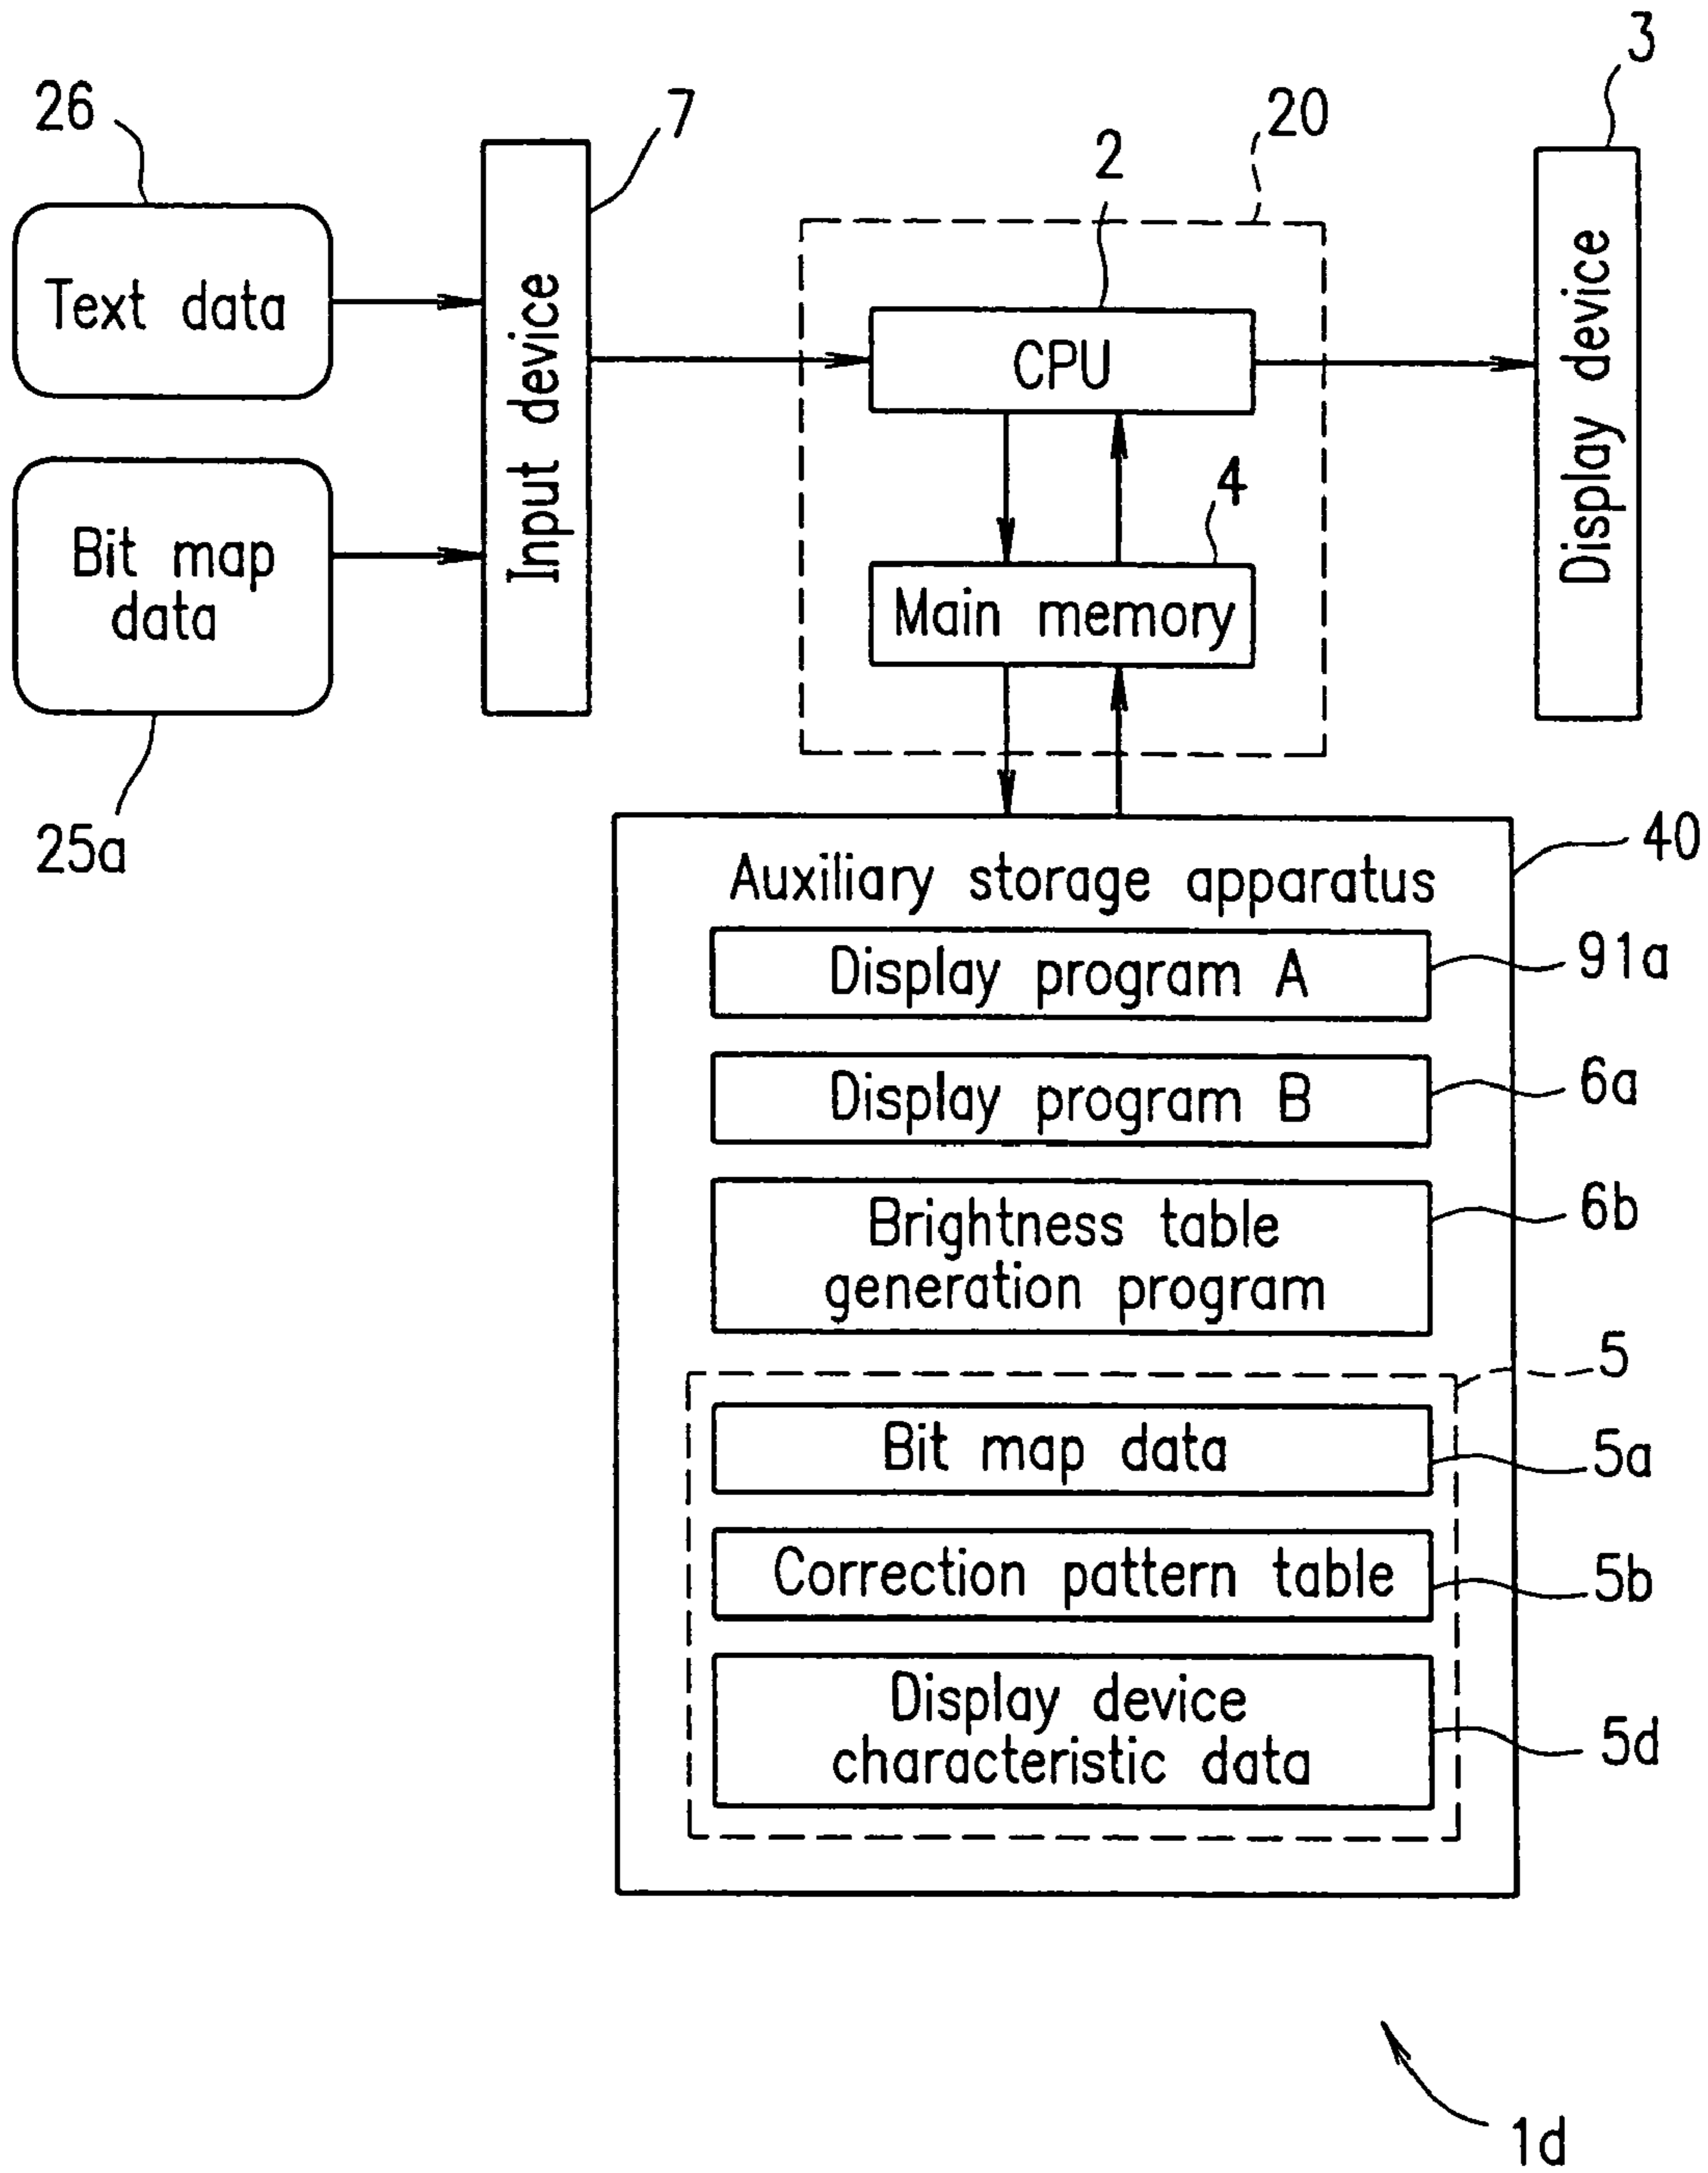 3
26
7
20
2
Text data
Input device
CPU
Display device
4
Bit map
data
Main memory
25a
40
Auxiliary storage apparatus
Display program A
91a
Display program B
6a
Brightness table
generation program
6b
5
Bit map data
5a
Correction pattern table
5b
Display device
characteristic data
5d
1d